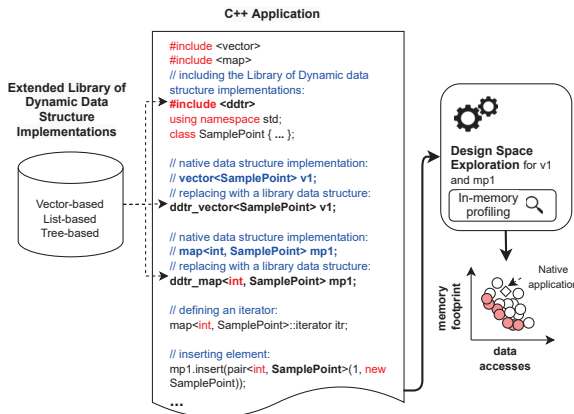 C++ Application
Extended Library of
Dynamic Data
Structure
Implementations
Vector-based
List-based
Tree-based
#include <vector>
#include <map>
// including the Library of Dynamic data
structure implementations:
#include <ddtr>
using namespace std;
class SamplePoint { ... };
// native data structure implementation:
// vector<SamplePoint> v1;
// replacing with a library data structure:
ddtr_vector<SamplePoint> v1;
// native data structure implementation:
// map<int, SamplePoint> mp1;
// replacing with a library data structure:
ddtr_map<int, SamplePoint> mp1;
// defining an iterator:
map<int, SamplePoint>::iterator itr;
// inserting element:
mp1.insert(pair<int, SamplePoint>(1, new
SamplePoint));
...
Design Space
Exploration for v1
and mp1
In-memory
profiling
Native
application
memory
footprint
data
accesses